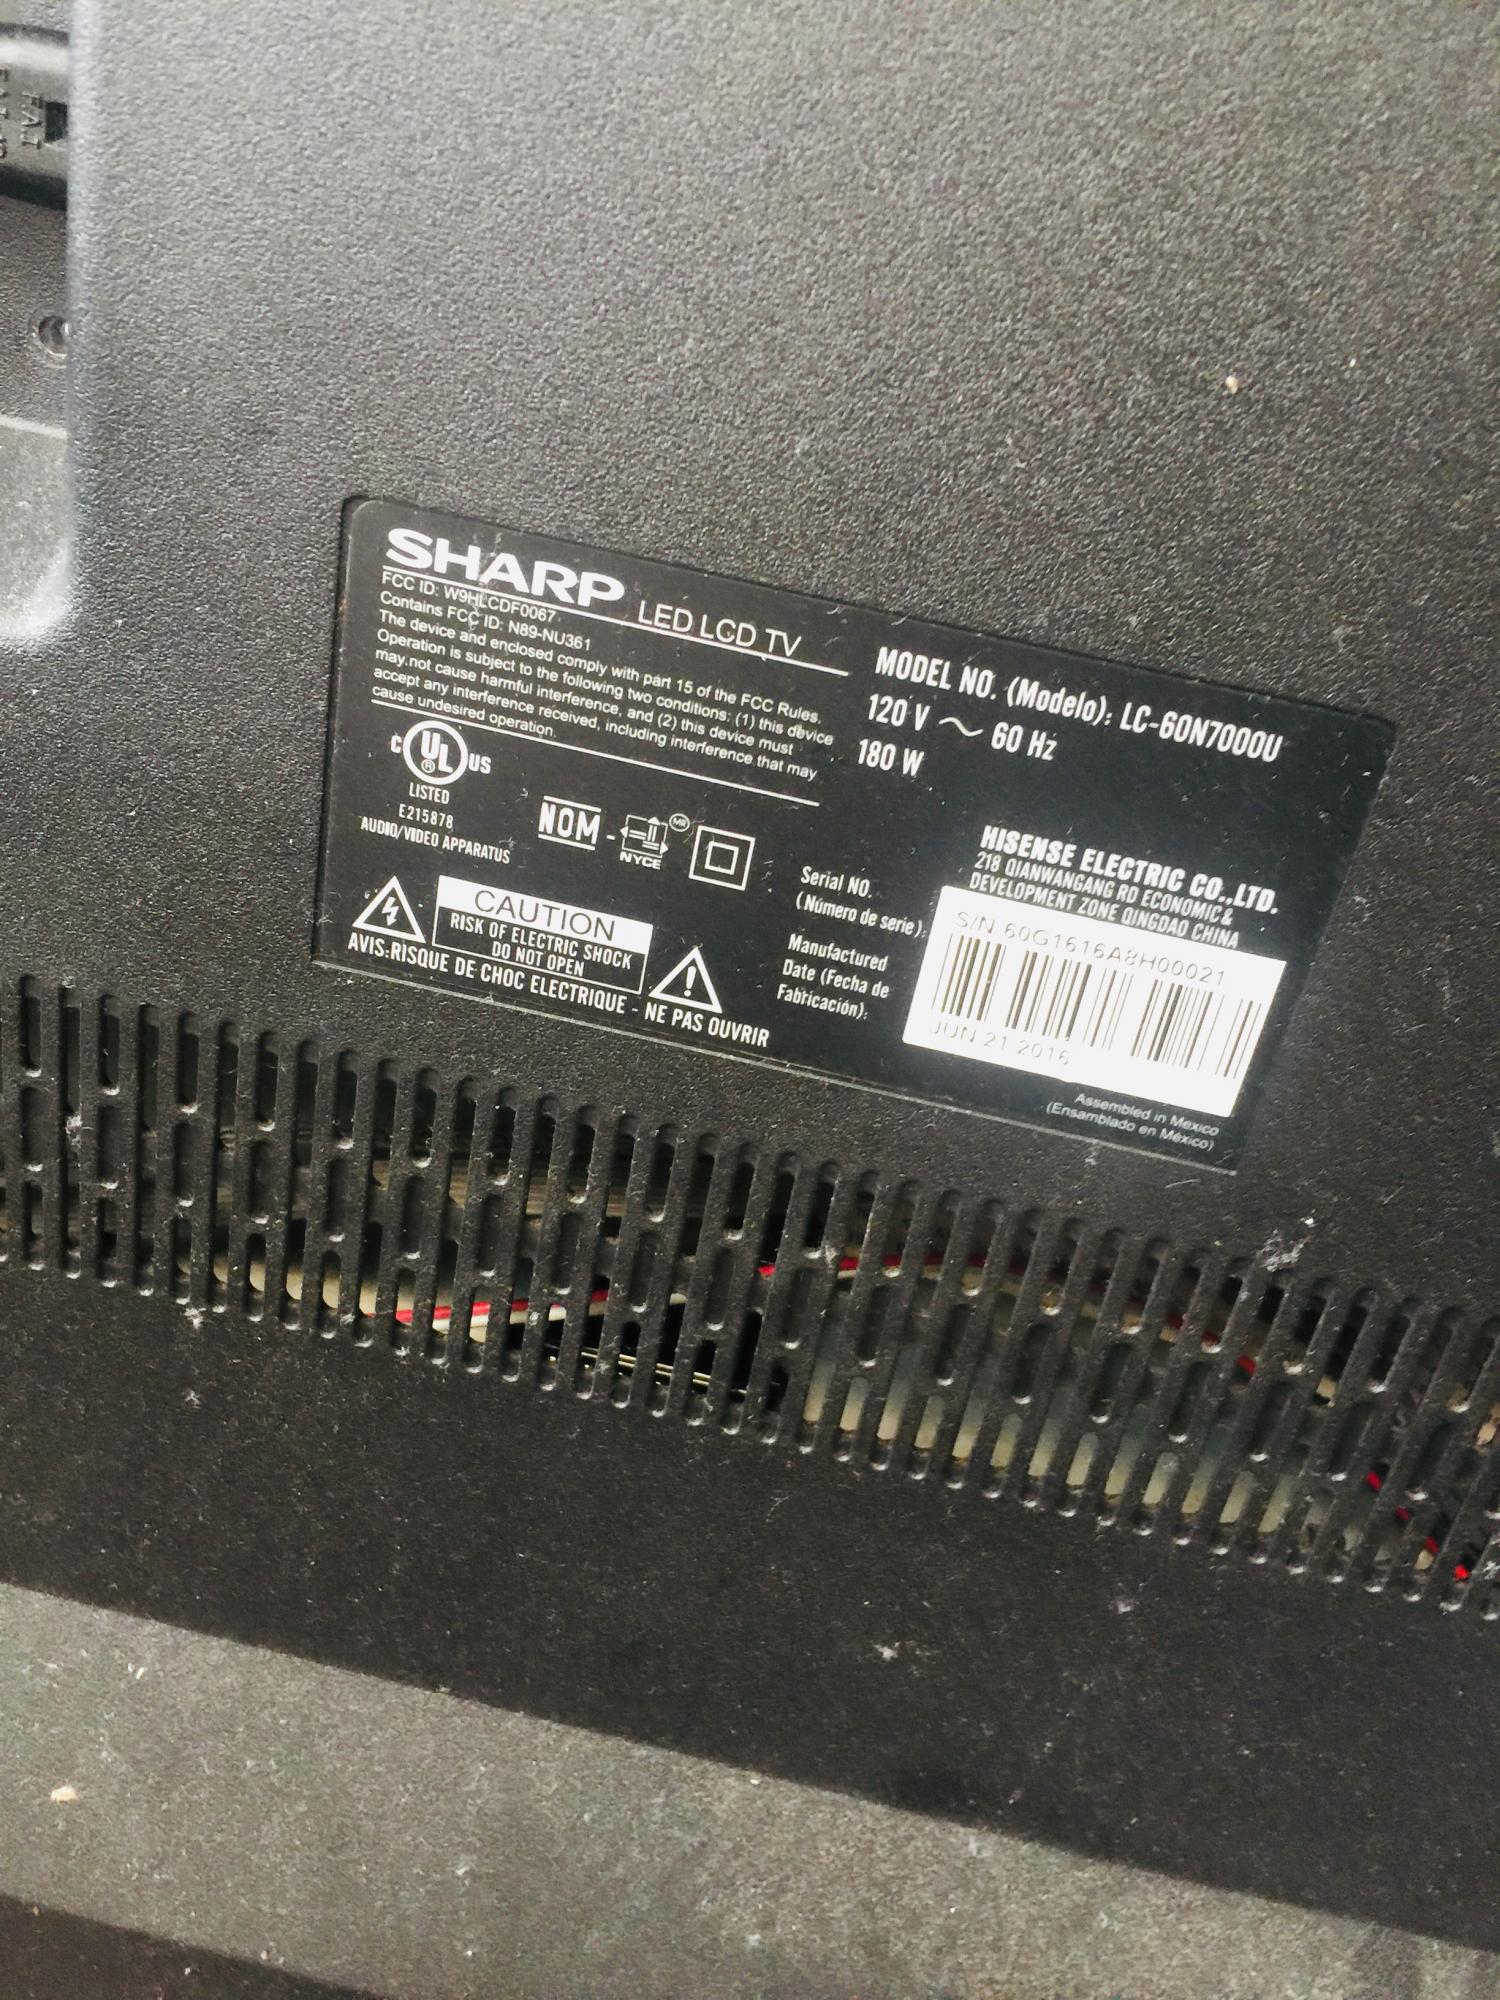 SHARP LED LCD TV
FCC ID: W9HLCDF0067
Contains FCC ID: N89-NU361
The device and enclosed comply with part 15 of the FCC Rules.
Operation is subject to the following two conditions: (1) this device
may not cause harmful interference, and (2) this device must
accept any interference received, including interference that may
cause undesired operation.
C UL US
®
LISTED
E215878
AUDIO/VIDEO APPARATUS
NOM-
NYCE
MR
CAUTION
RISK OF ELECTRIC SHOCK
DO NOT OPEN
AVIS:RISQUE DE CHOC ELECTRIQUE - NE PAS OUVRIR
MODEL NO. (Modelo): LC-60N7000U
120 V ~ 60 Hz
180 W
HISENSE ELECTRIC CO.,LTD.
218 QIANWANGANG RD ECONOMIC&
DEVELOPMENT ZONE QINGDAO CHINA
Serial NO.
(Número de serie):
S/N 60G1616A8H00021
Manufactured
Date (Fecha de
Fabricación):
JUN 21 2016
Assembled in Mexico
(Ensamblado en México)